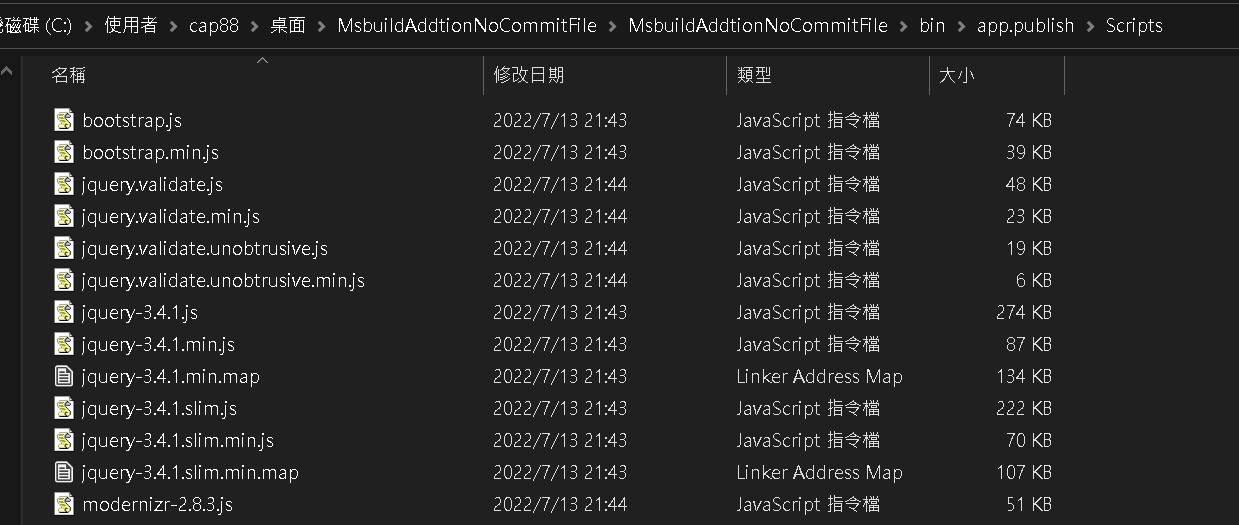 磁碟 (C:) > 使用者 > cap88 > 桌面 > MsbuildAddtionNoCommitFile > MsbuildAddtionNoCommitFile > bin > app.publish > Scripts
名稱 修改日期 類型 大小
bootstrap.js 2022/7/13 21:43 JavaScript 指令檔 74 KB
bootstrap.min.js 2022/7/13 21:43 JavaScript 指令檔 39 KB
jquery.validate.js 2022/7/13 21:44 JavaScript 指令檔 48 KB
jquery.validate.min.js 2022/7/13 21:44 JavaScript 指令檔 23 KB
jquery.validate.unobtrusive.js 2022/7/13 21:44 JavaScript 指令檔 19 KB
jquery.validate.unobtrusive.min.js 2022/7/13 21:44 JavaScript 指令檔 6 KB
jquery-3.4.1.js 2022/7/13 21:43 JavaScript 指令檔 274 KB
jquery-3.4.1.min.js 2022/7/13 21:43 JavaScript 指令檔 87 KB
jquery-3.4.1.min.map 2022/7/13 21:43 Linker Address Map 134 KB
jquery-3.4.1.slim.js 2022/7/13 21:43 JavaScript 指令檔 222 KB
jquery-3.4.1.slim.min.js 2022/7/13 21:43 JavaScript 指令檔 70 KB
jquery-3.4.1.slim.min.map 2022/7/13 21:43 Linker Address Map 107 KB
modernizr-2.8.3.js 2022/7/13 21:44 JavaScript 指令檔 51 KB